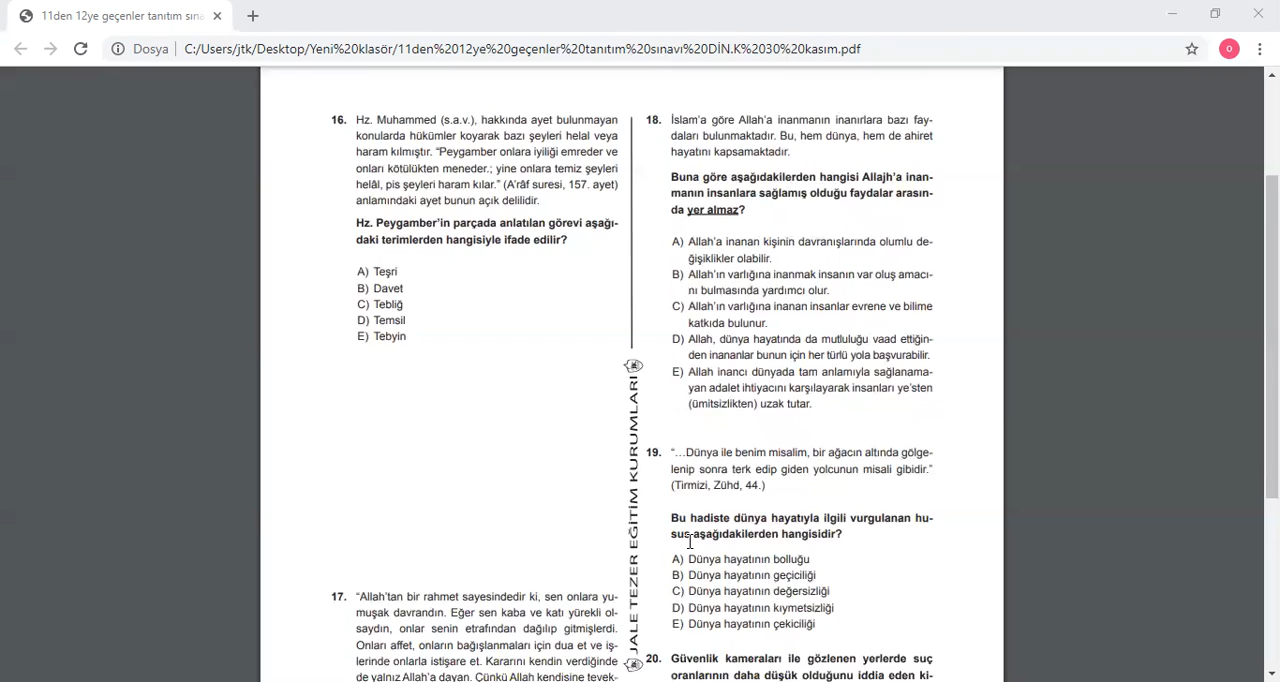 11den 12ye geçenler tanıtım sına
Dosya
C:/Users/jtk/Desktop/Yeni%20klasör/11den%2012ye%20geçenler%20tanıtım%20sınavı%20DİN.K%2030%20kasım.pdf
o
16. Hz. Muhammed (s.a.v.), hakkında ayet bulunmayan
konularda hükümler koyarak bazı şeyleri helal veya
haram kılmıştır. “Peygamber onlara iyiliği emreder ve
onları kötülükten meneder.; yine onlara temiz şeyleri
helâl, pis şeyleri haram kılar.” (A’râf suresi, 157. ayet)
anlamındaki ayet bunun açık delilidir.
Hz. Peygamber’in parçada anlatılan görevi aşağı-
daki terimlerden hangisiyle ifade edilir?
A) Teşri
B) Davet
C) Tebliğ
D) Temsil
E) Tebyin
17. “Allah’tan bir rahmet sayesindedir ki, sen onlara yu-
muşak davrandın. Eğer sen kaba ve katı yürekli ol-
saydın, onlar senin etrafından dağılıp gitmişlerdi.
Onları affet, onların bağışlanmaları için dua et ve iş-
lerinde onlarla istişare et. Kararını kendin verdiğinde
de yalnız Allah’a dayan. Çünkü Allah kendisine tevek-
JALE TEZER EĞİTİM KURUMLARI
18. İslam’a göre Allah’a inanmanın inanırlara bazı fay-
daları bulunmaktadır. Bu, hem dünya, hem de ahiret
hayatını kapsamaktadır.
Buna göre aşağıdakilerden hangisi Allajh’a inan-
manın insanlara sağlamış olduğu faydalar arasın-
da yer almaz?
A) Allah’a inanan kişinin davranışlarında olumlu de-
ğişiklikler olabilir.
B) Allah’ın varlığına inanmak insanın var oluş amacı-
nı bulmasında yardımcı olur.
C) Allah’ın varlığına inanan insanlar evrene ve bilime
katkıda bulunur.
D) Allah, dünya hayatında da mutluluğu vaad ettiğin-
den inananlar bunun için her türlü yola başvurabilir.
E) Allah inancı dünyada tam anlamıyla sağlanama-
yan adalet ihtiyacını karşılayarak insanları ye’sten
(ümitsizlikten) uzak tutar.
19. “…Dünya ile benim misalim, bir ağacın altında gölge-
lenip sonra terk edip giden yolcunun misali gibidir.”
(Tirmizi, Zühd, 44.)
Bu hadiste dünya hayatıyla ilgili vurgulanan hu-
sus aşağıdakilerden hangisidir?
A) Dünya hayatının bolluğu
B) Dünya hayatının geçiciliği
C) Dünya hayatının değersizliği
D) Dünya hayatının kıymetsizliği
E) Dünya hayatının çekiciliği
20. Güvenlik kameraları ile gözlenen yerlerde suç
oranlarının daha düşük olduğunu iddia eden ki-